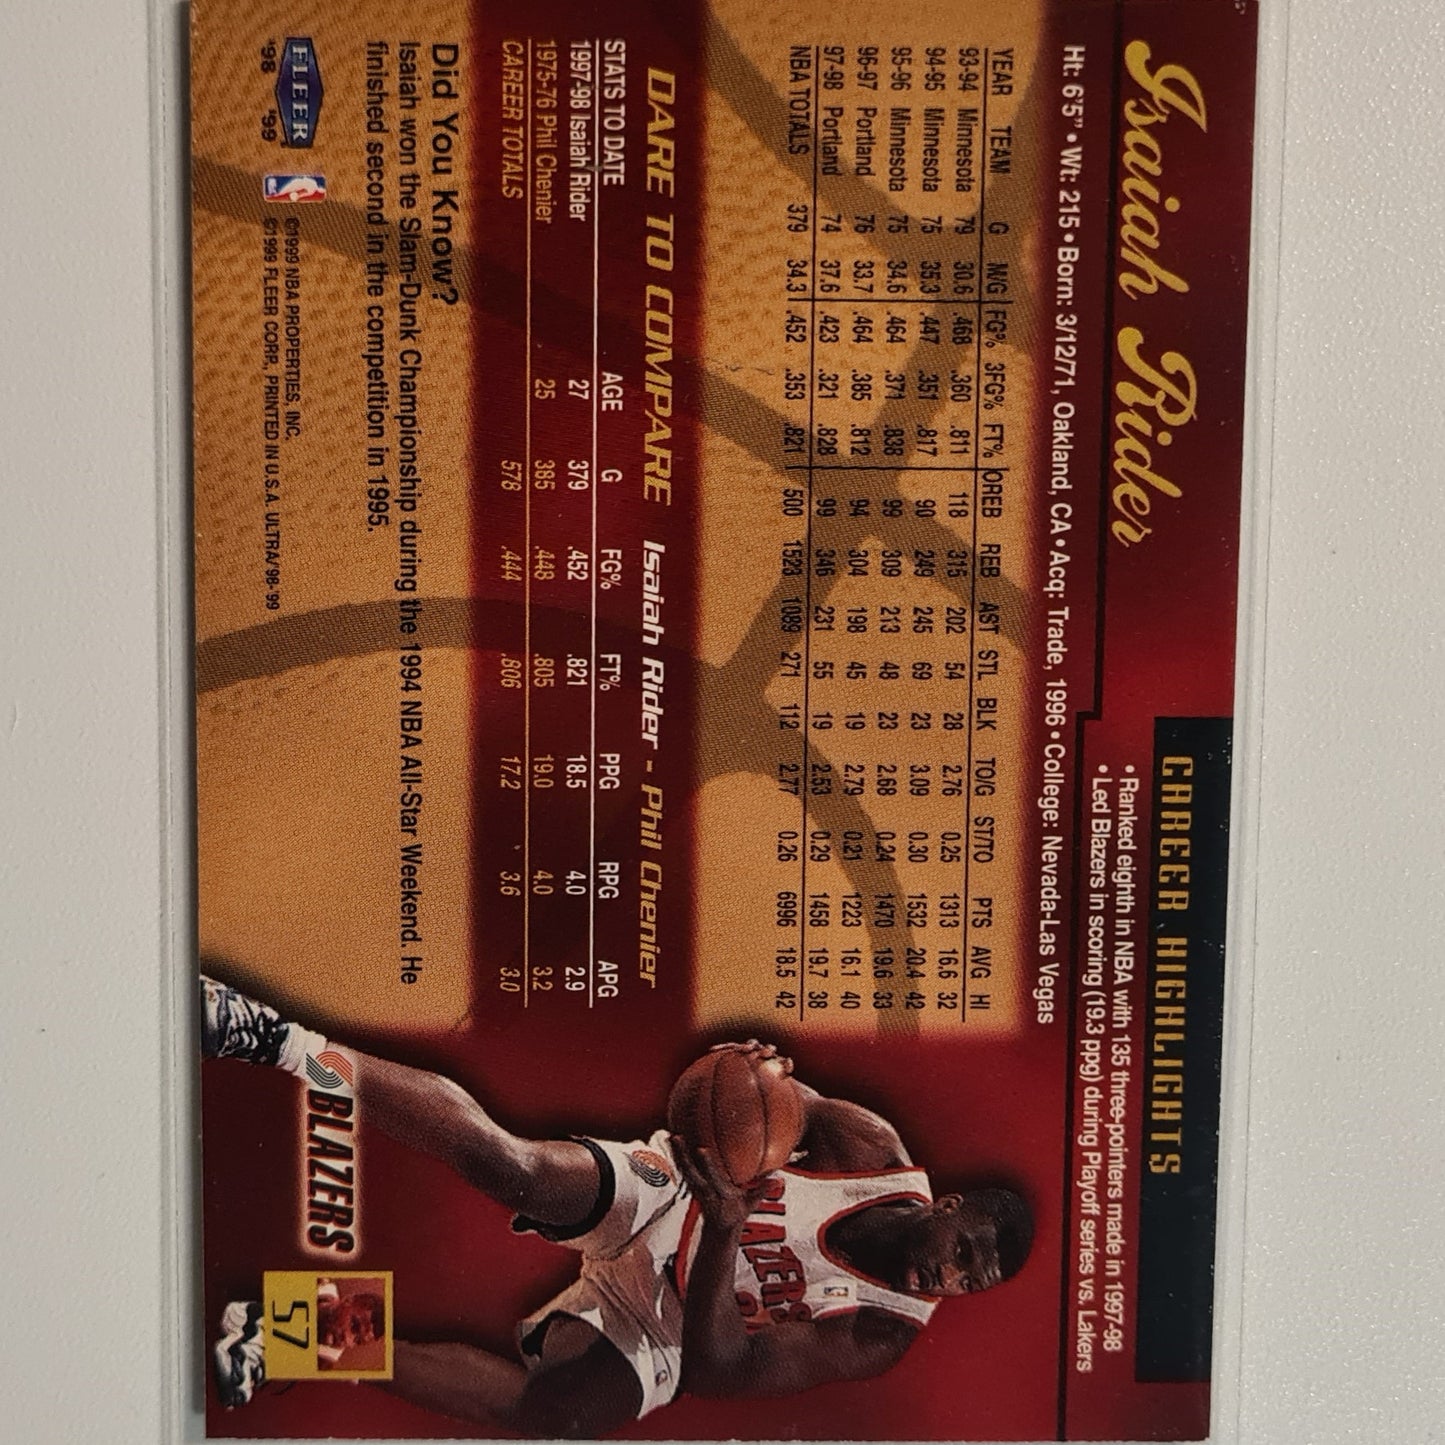 Isaiah Rider
CAREER HIGHLIGHTS
• Ranked eighth in NBA with 135 three-pointers made in 1997-98
• Led Blazers in scoring (19.3 ppg) during Playoff series vs. Lakers
Ht: 6'5" • Wt: 215 • Born: 3/12/71, Oakland, CA • Acq: Trade, 1996 • College: Nevada-Las Vegas
YEAR TEAM G M/G FG% 3FG% FT% OREB REB AST STL BLK TO/G ST/TO PTS AVG HI
93-94 Minnesota 79 30.6 .468 .360 .811 118 315 202 54 28 2.76 0.25 1313 16.6 32
94-95 Minnesota 75 35.3 .447 .351 .817 90 249 245 69 23 3.09 0.30 1532 20.4 42
95-96 Minnesota 75 34.6 .464 .371 .838 99 309 213 48 23 2.68 0.24 1470 19.6 33
96-97 Portland 76 33.7 .464 .385 .812 94 304 198 45 19 2.79 0.21 1223 16.1 40
97-98 Portland 74 37.6 .423 .321 .828 99 346 231 55 19 2.53 0.29 1458 19.7 38
NBA TOTALS 379 34.3 .452 .353 .821 500 1523 1089 271 112 2.77 0.26 6996 18.5 42
DARE TO COMPARE Isaiah Rider - Phil Chenier
STATS TO DATE AGE G FG% FT% PPG RPG APG
1997-98 Isaiah Rider 27 379 .452 .821 18.5 4.0 2.9
1975-76 Phil Chenier 25 385 .448 .805 19.0 4.0 3.2
CAREER TOTALS 578 .444 .806 17.2 3.6 3.0
Did You Know?
Isaiah won the Slam-Dunk Championship during the 1994 NBA All-Star Weekend. He
finished second in the competition in 1995.
FLEER
'98 '99
©1999 NBA PROPERTIES, INC.
©1999 FLEER CORP., PRINTED IN U.S.A. ULTRA/'98-'99
BLAZERS
BLAZERS
57